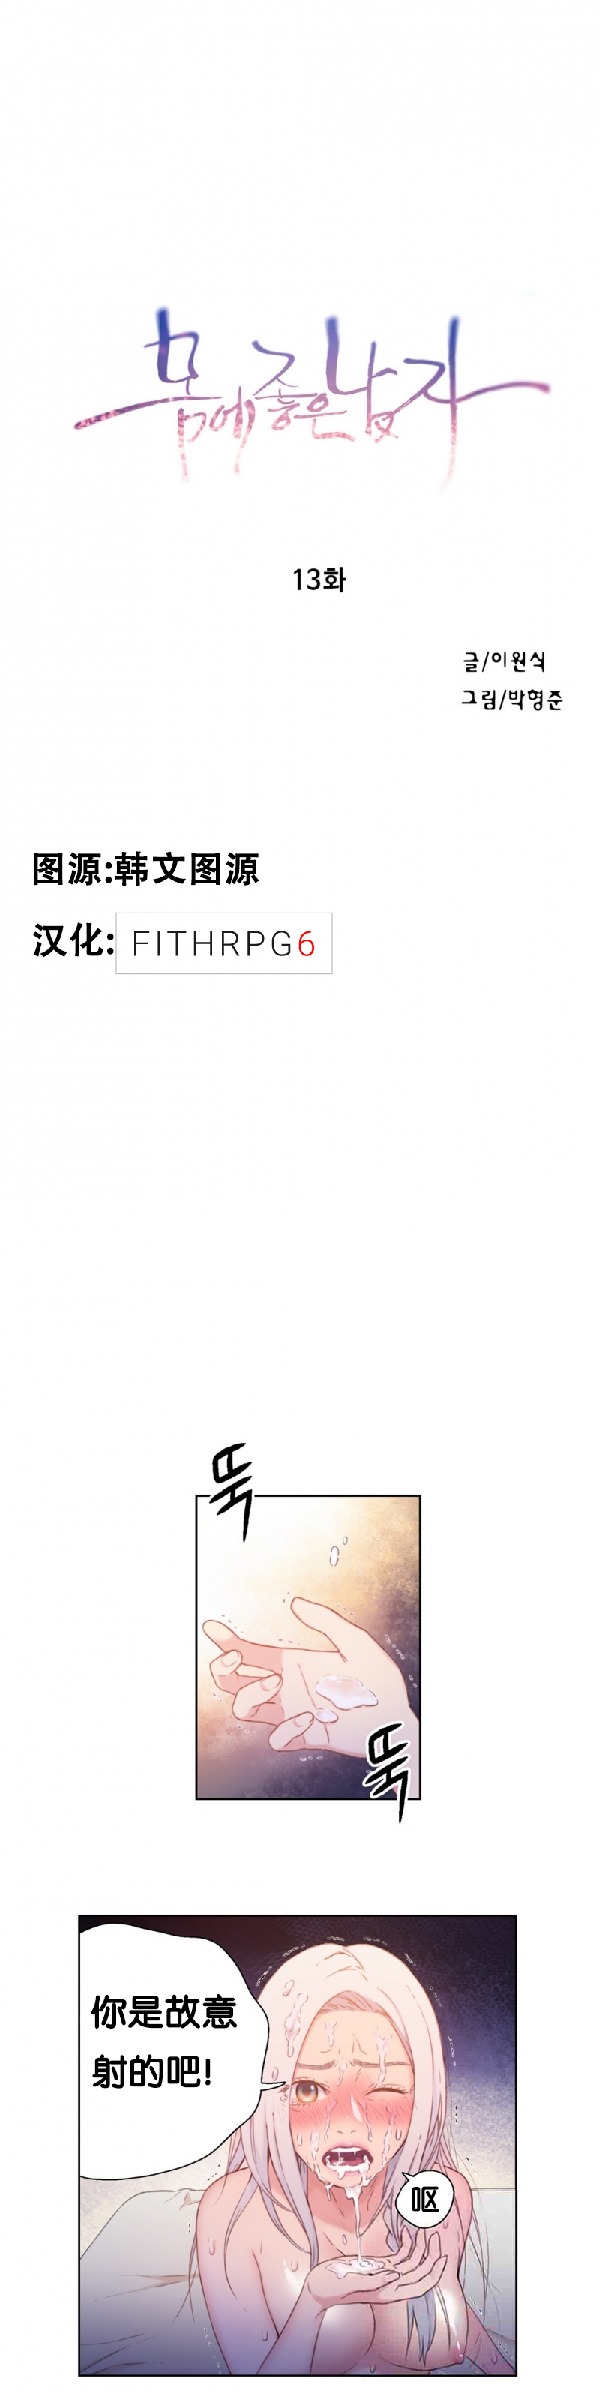 몸에 좋은 남자
13화
글/이원식
그림/박형준
图源:韩文图源
汉化:FITHRPG6
뚝
뚝
你是故意
射的吧!
呕